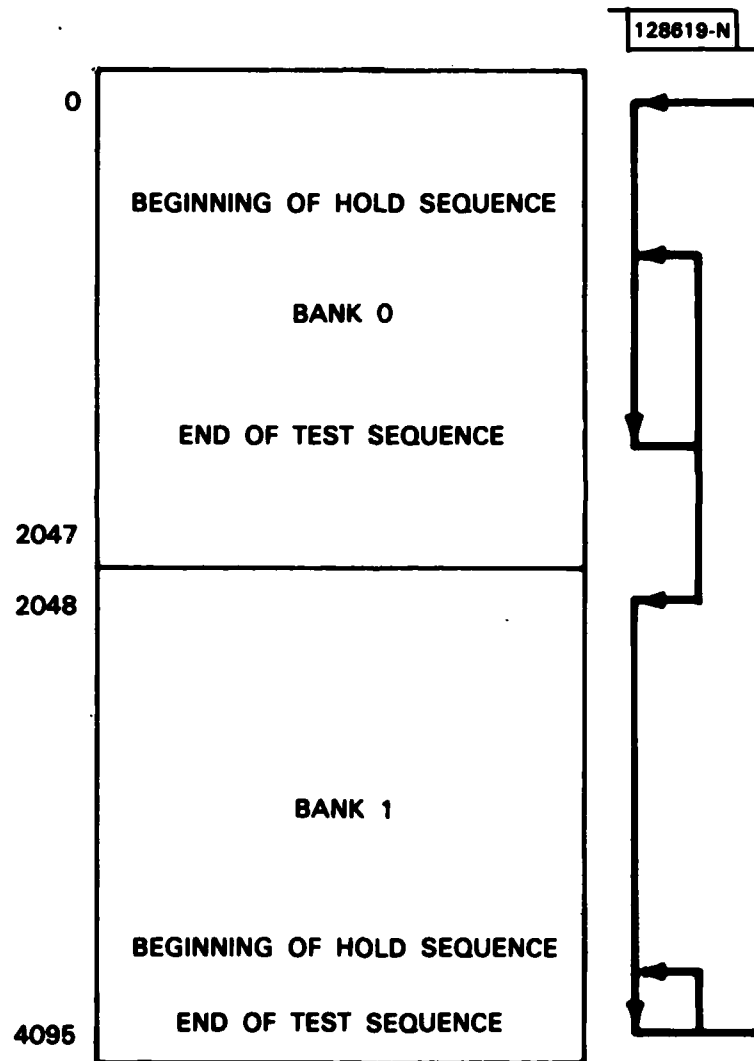 128619-N
0
BEGINNING OF HOLD SEQUENCE
BANK 0
END OF TEST SEQUENCE
2047
2048
BANK 1
BEGINNING OF HOLD SEQUENCE
END OF TEST SEQUENCE
4095